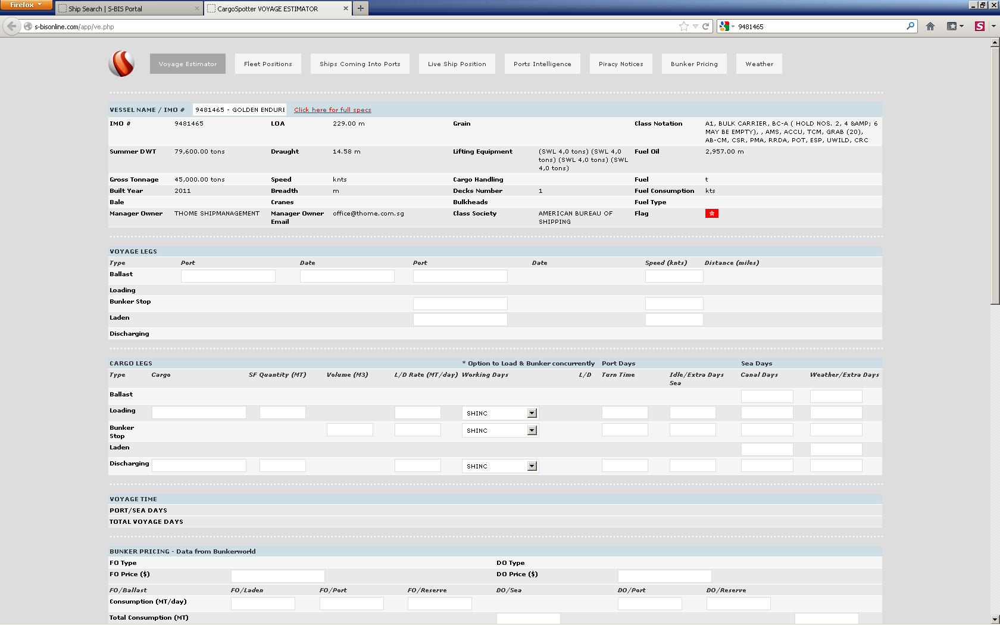 Firefox
Ship Search | S-BIS Portal
CargoSpotter VOYAGE ESTIMATOR
s-bisonline.com/app/ve.php
9481465
Voyage Estimator
Fleet Positions
Ships Coming Into Ports
Live Ship Position
Ports Intelligence
Piracy Notices
Bunker Pricing
Weather
VESSEL NAME / IMO # 9481465 - GOLDEN ENDURE Click here for full specs
IMO # 9481465 LOA 229.00 m Grain Class Notation A1, BULK CARRIER, BC-A ( HOLD NOS. 2, 4 &AMP; 6
MAY BE EMPTY), , AMS, ACCU, TCM, GRAB (20),
AB-CM, CSR, PMA, RRDA, POT, ESP, UWILD, CRC
Summer DWT 79,600.00 tons Draught 14.58 m Lifting Equipment (SWL 4,0 tons) (SWL 4,0 Fuel Oil 2,957.00 m
tons) (SWL 4,0 tons) (SWL
4,0 tons)
Gross Tonnage 45,000.00 tons Speed knts Cargo Handling Fuel t
Built Year 2011 Breadth m Decks Number 1 Fuel Consumption kts
Bale Cranes Bulkheads Fuel Type
Manager Owner THOME SHIPMANAGEMENT Manager Owner office@thome.com.sg Class Society AMERICAN BUREAU OF Flag
Email SHIPPING
VOYAGE LEGS
Type Port Date Port Date Speed (knts) Distance (miles)
Ballast
Loading
Bunker Stop
Laden
Discharging
CARGO LEGS * Option to Load & Bunker concurrently Port Days Sea Days
Type Cargo SF Quantity (MT) Volume (M3) L/D Rate (MT/day) Working Days L/D Turn Time Idle/Extra Days Canal Days Weather/Extra Days
Sea
Ballast
Loading SHINC
Bunker SHINC
Stop
Laden
Discharging SHINC
VOYAGE TIME
PORT/SEA DAYS
TOTAL VOYAGE DAYS
BUNKER PRICING - Data from Bunkerworld
FO Type DO Type
FO Price ($) DO Price ($)
FO/Ballast FO/Laden FO/Port FO/Reserve DO/Sea DO/Port DO/Reserve
Consumption (MT/day)
Total Consumption (MT)